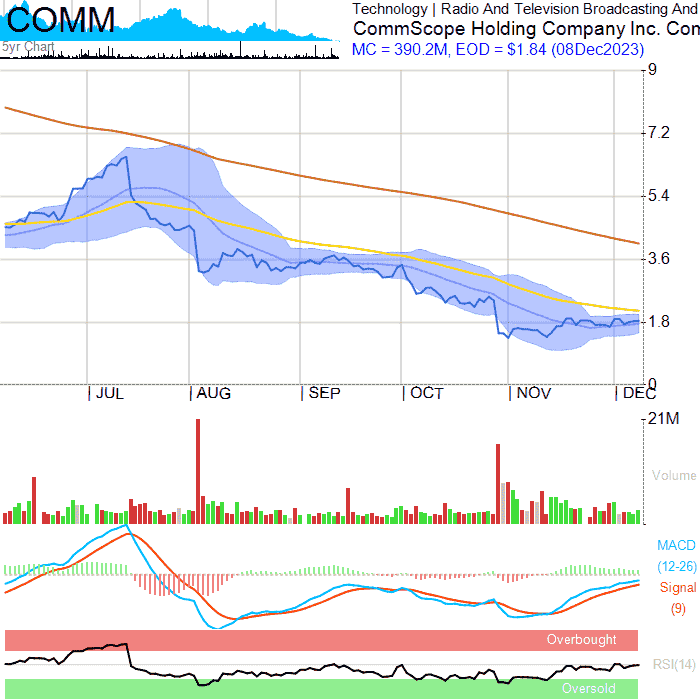 COMM
5yr Chart
Technology | Radio And Television Broadcasting And
CommScope Holding Company Inc. Com
MC = 390.2M, EOD = $1.84 (08Dec2023)
9
7.2
5.4
3.6
1.8
0
JUL AUG SEP OCT NOV DEC
21M
Volume
MACD
(12-26)
Signal
(9)
Overbought
RSI(14)
Oversold